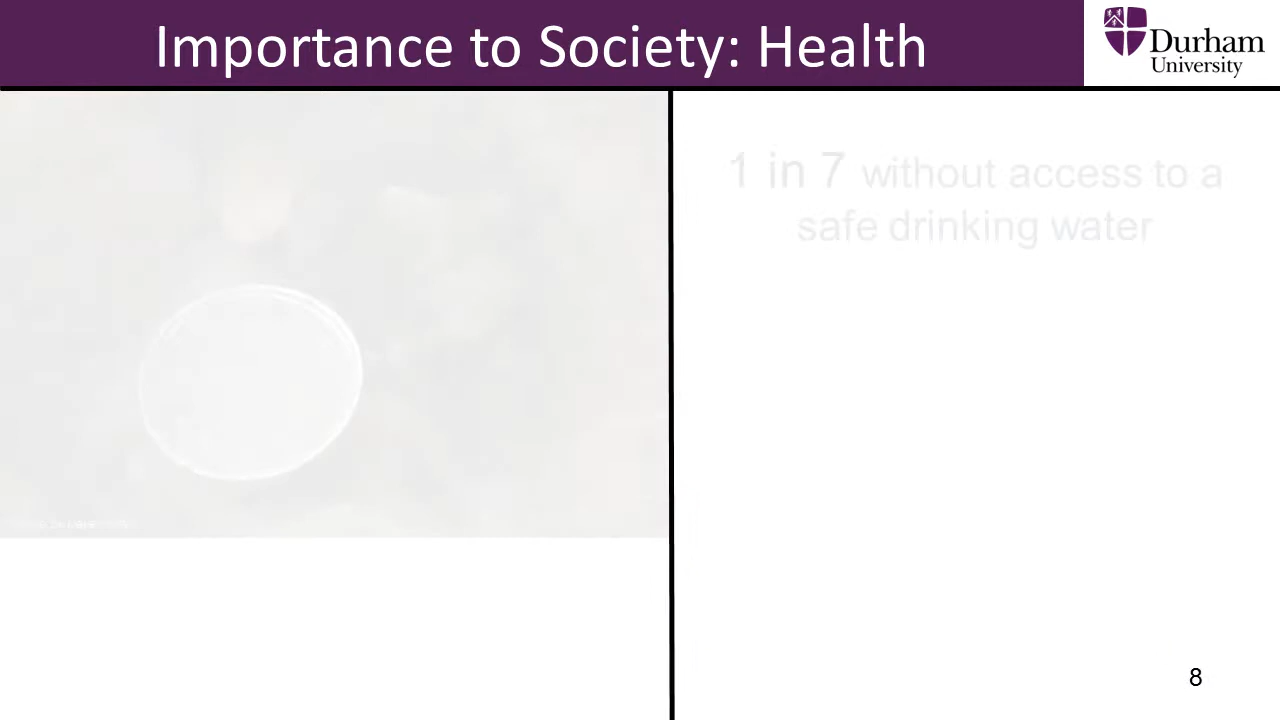 Importance to Society: Health
Durham
University
1 in 7 without access to a
safe drinking water
8